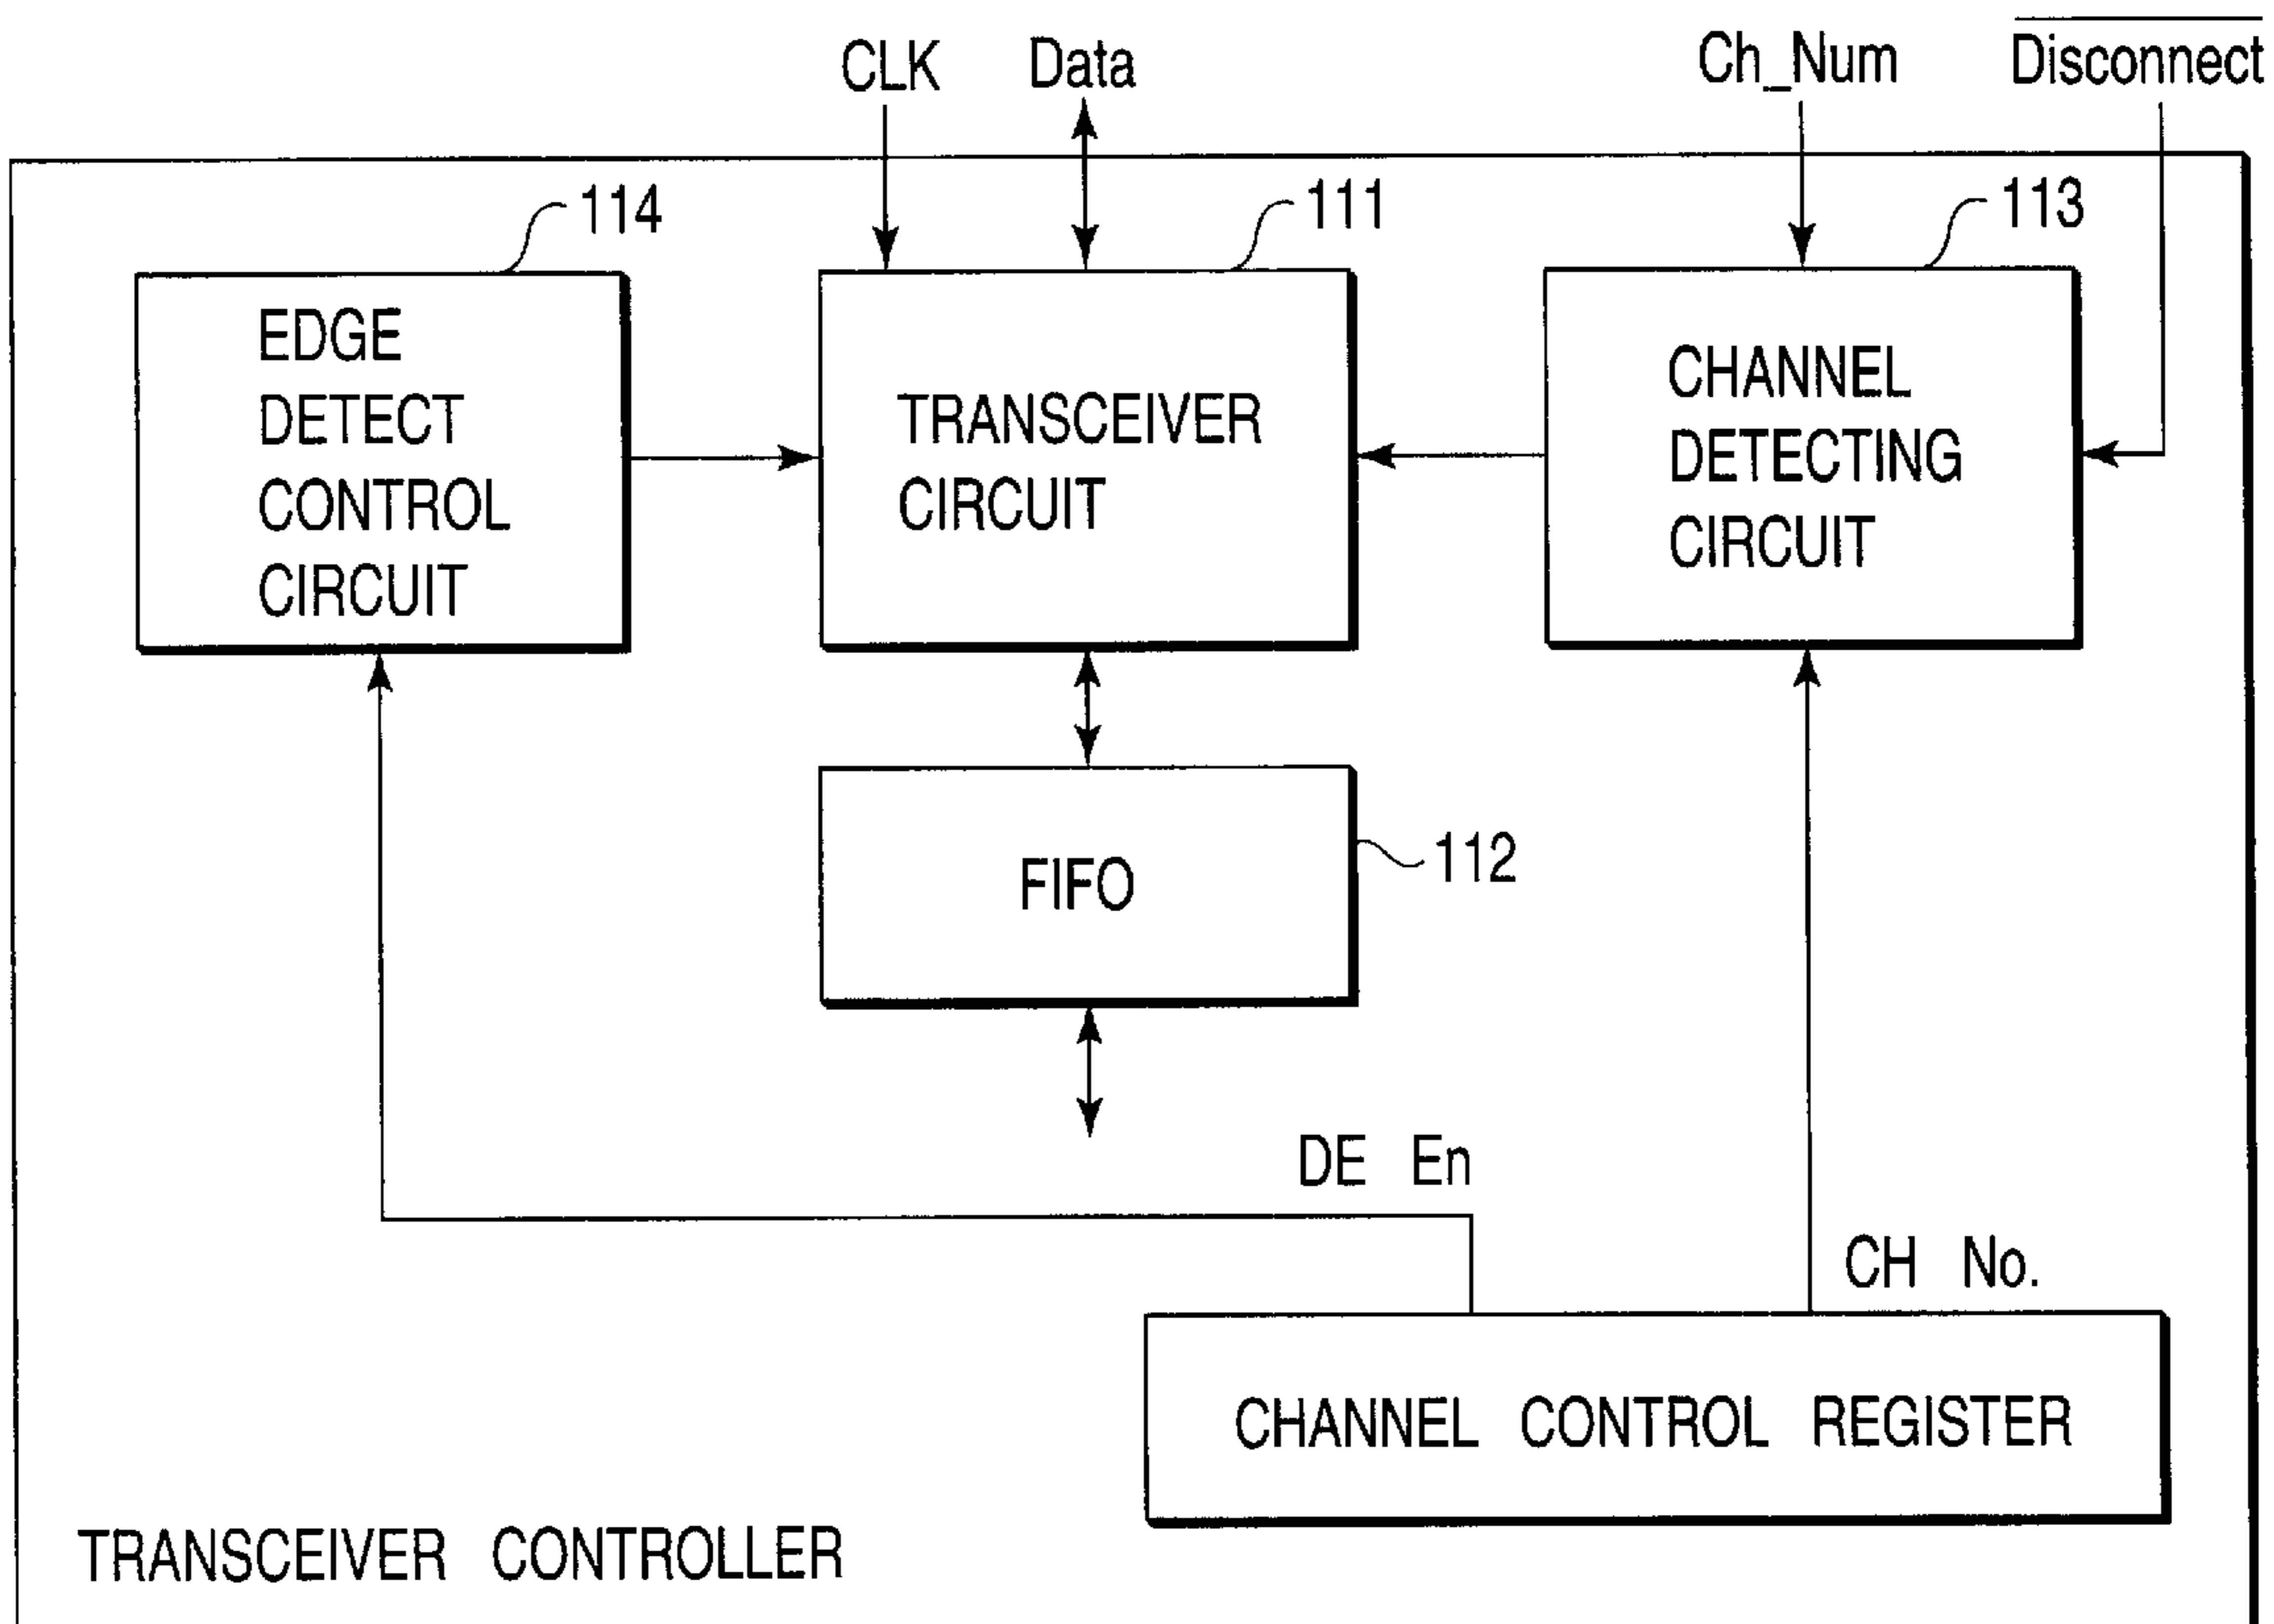 CLK Data Ch_Num Disconnect
114 111 113
EDGE
DETECT
CONTROL
CIRCUIT
TRANSCEIVER
CIRCUIT
CHANNEL
DETECTING
CIRCUIT
FIFO
112
DE En
CH No.
CHANNEL CONTROL REGISTER
TRANSCEIVER CONTROLLER